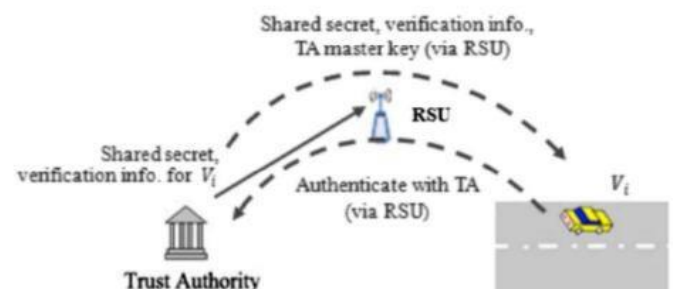 Shared secret, verification info.,
TA master key (via RSU)
RSU
Shared secret,
verification info. for Vᵢ
Authenticate with TA
(via RSU)
Vᵢ
Trust Authority